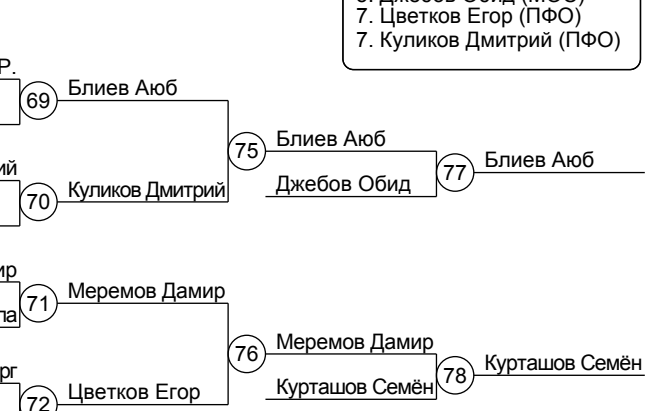 7. Цветков Егор (ПФО)
7. Куликов Дмитрий (ПФО)
69
Блиев Аюб
75
Блиев Аюб
77
Блиев Аюб
70
Куликов Дмитрий
Джебов Обид
71
Меремов Дамир
76
Меремов Дамир
78
Курташов Семён
72
Цветков Егор
Курташов Семён